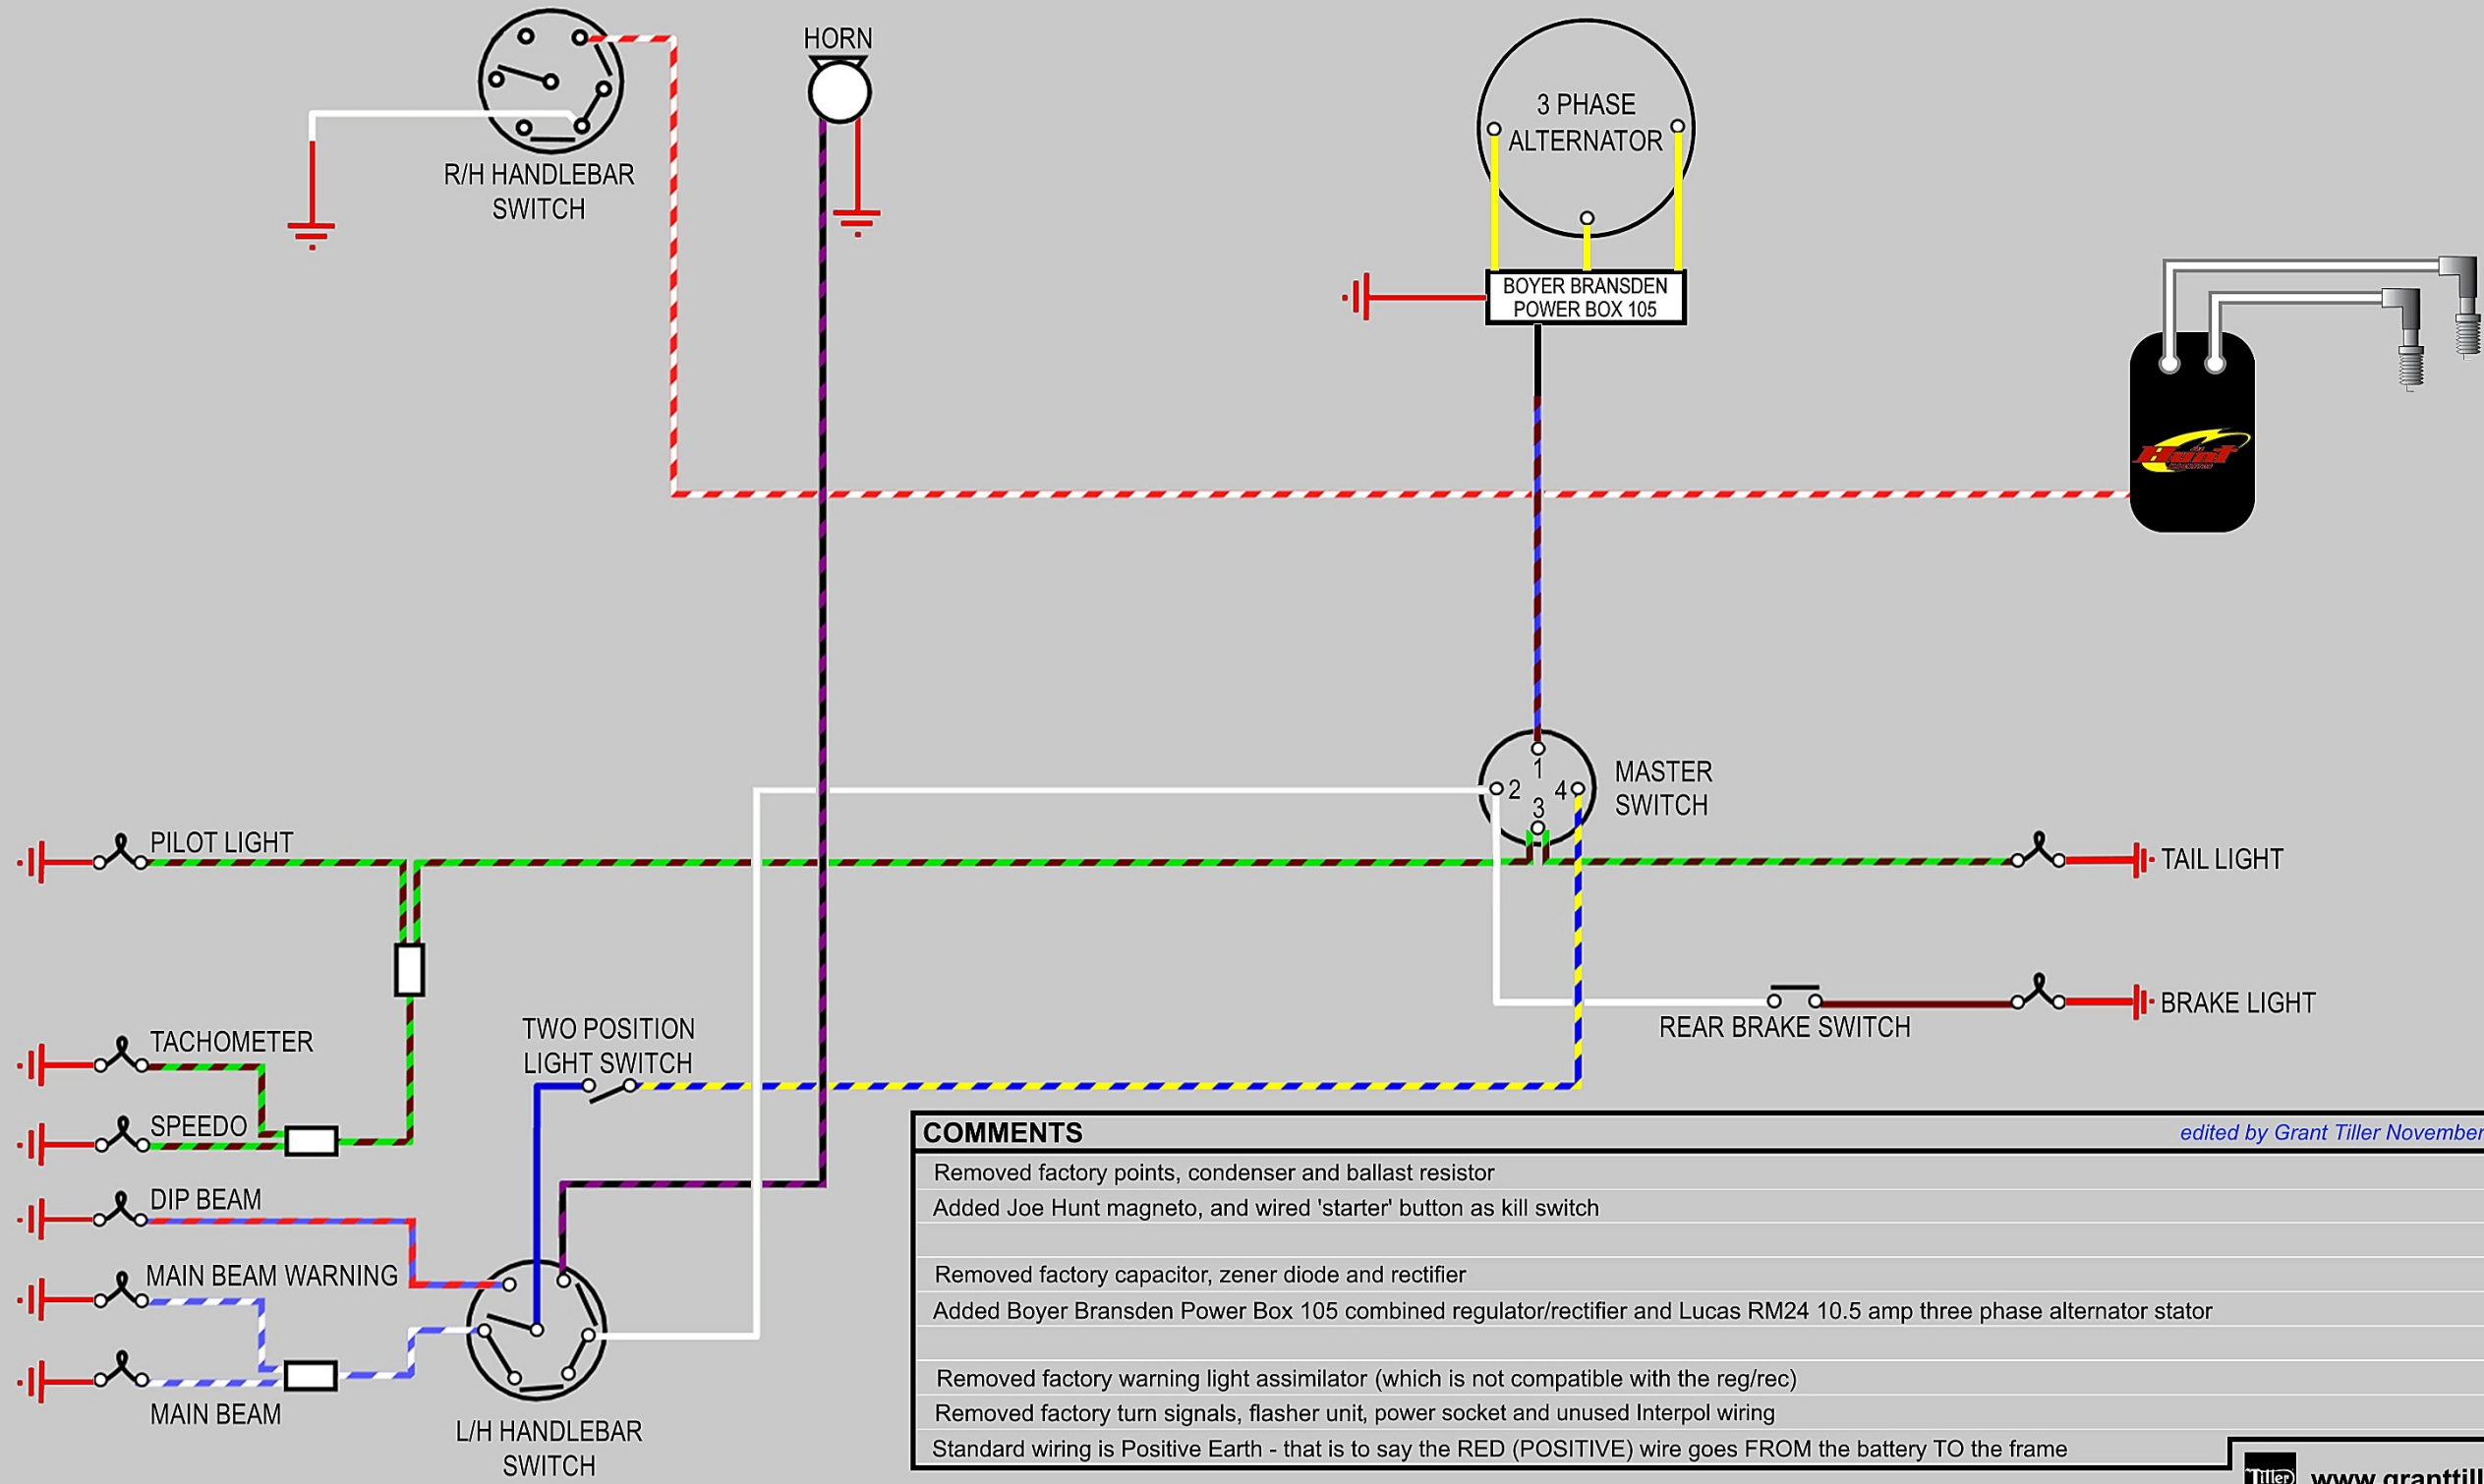 HORN
3 PHASE
ALTERNATOR
R/H HANDLEBAR
SWITCH
BOYER BRANSDEN
POWER BOX 105
Hunt
1
2
4
3
MASTER
SWITCH
PILOT LIGHT
TAIL LIGHT
BRAKE LIGHT
REAR BRAKE SWITCH
TACHOMETER
TWO POSITION
LIGHT SWITCH
SPEEDO
DIP BEAM
MAIN BEAM WARNING
MAIN BEAM
L/H HANDLEBAR
SWITCH
COMMENTS
edited by Grant Tiller November
Removed factory points, condenser and ballast resistor
Added Joe Hunt magneto, and wired 'starter' button as kill switch
Removed factory capacitor, zener diode and rectifier
Added Boyer Bransden Power Box 105 combined regulator/rectifier and Lucas RM24 10.5 amp three phase alternator stator
Removed factory warning light assimilator (which is not compatible with the reg/rec)
Removed factory turn signals, flasher unit, power socket and unused Interpol wiring
Standard wiring is Positive Earth - that is to say the RED (POSITIVE) wire goes FROM the battery TO the frame
Tiller
www.granttill